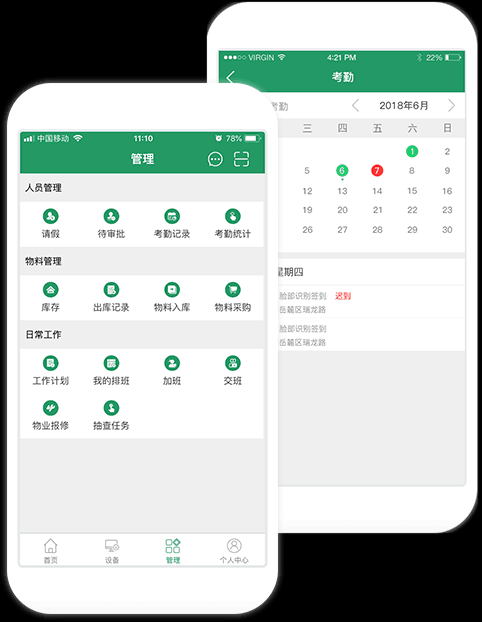 VIRGIN 4:21 PM 22%
考勤
考勤 2018年6月
三 四 五 六 日
1 2
5 6 7 8 9
12 13 14 15 16
19 20 21 22 23
26 27 28 29 30
星期四
脸部识别签到 迟到
岳麓区瑞龙路
脸部识别签到
岳麓区瑞龙路
中国移动 11:10 78%
管理
人员管理
请假 待审批 考勤记录 考勤统计
物料管理
库存 出库记录 物料入库 物料采购
日常工作
工作计划 我的排班 加班 交班
物业报修 抽查任务
首页 设备 管理 个人中心